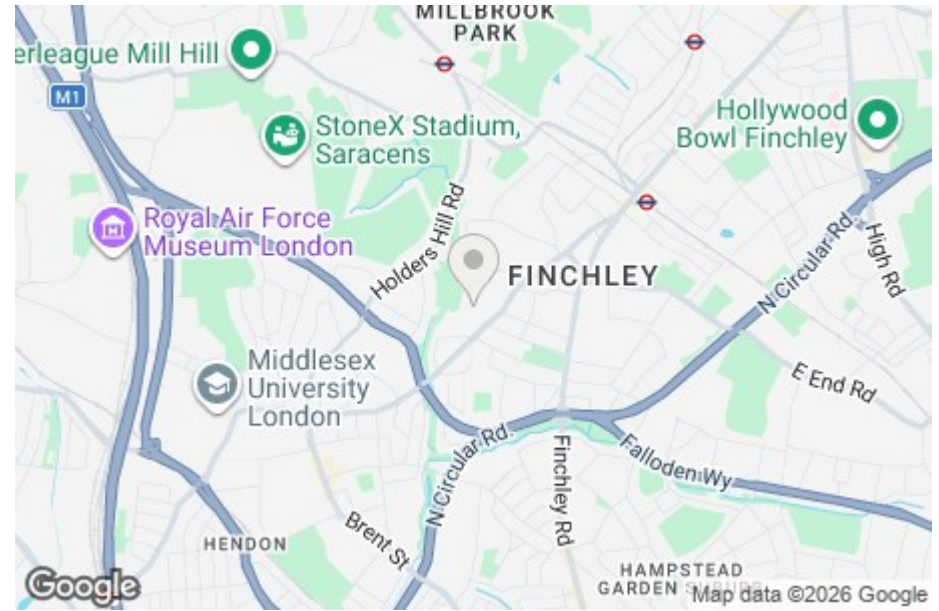 MILLBROOK
PARK
erleague Mill Hill
M1
StoneX Stadium,
Saracens
Hollywood
Bowl Finchley
Royal Air Force
Museum London
Holders Hill Rd
FINCHLEY
N Circular Rd
High Rd
Middlesex
University
London
E End Rd
N Circular Rd.
Finchley Rd
Falloden Wy
Brent St
HENDON
HAMPSTEAD
GARDEN SUBURB
Google
Map data ©2026 Google